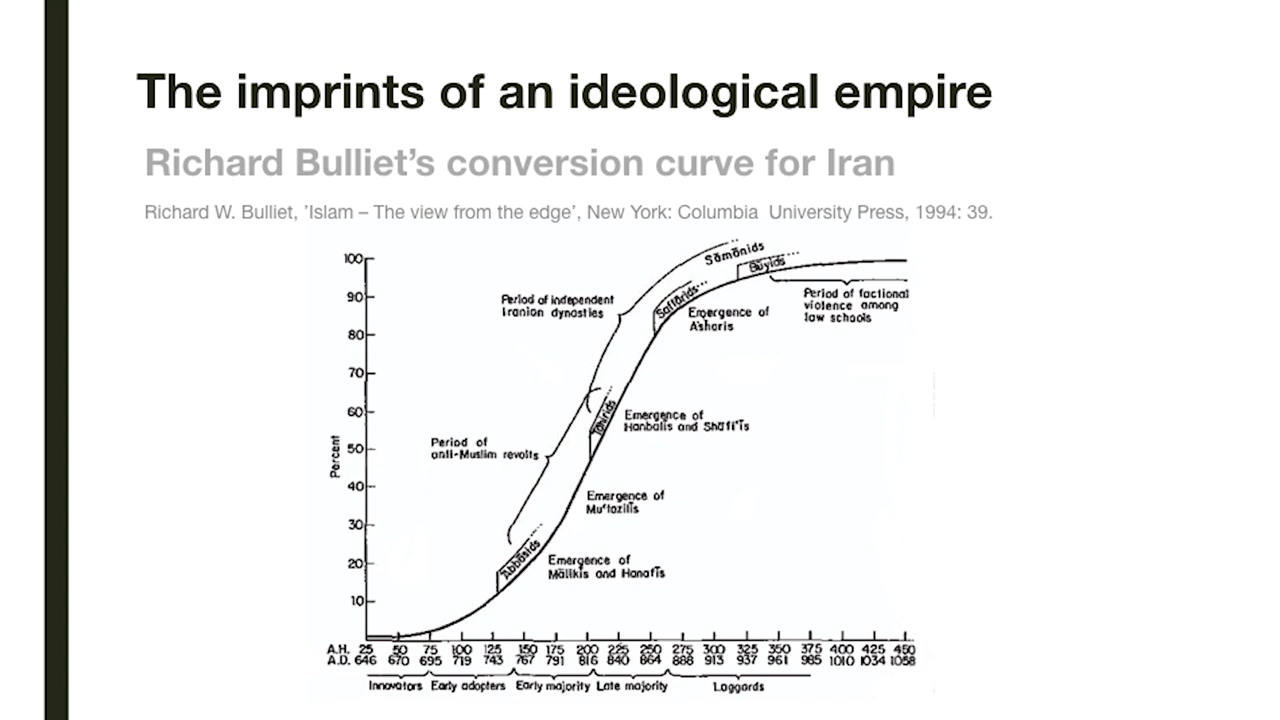 The imprints of an ideological empire
Richard Bulliet’s conversion curve for Iran
Richard W. Bulliet, ’Islam – The view from the edge’, New York: Columbia University Press, 1994: 39.
Sāmānids
Būyids
100
Period of independent
Iranian dynasties
Saffārids
Emergence of
Asharis
Period of factional
violence among
law schools
90
80
70
60
Tāhirids
Emergence of
Hanbalis and Shāfi'īs
Period of
anti-Muslim revolts
50
Percent
40
Emergence of
Mu'tazilīs
30
20
'Abbāsids
Emergence of
Mālikīs and Hanafīs
10
A.H. 25 50 75 100 125 150 175 200 225 250 275 300 325 350 375 400 425 450
A.D. 646 670 695 719 743 767 791 816 840 864 888 913 937 961 985 1010 1034 1058
Innovators Early adopters Early majority Late majority Laggards